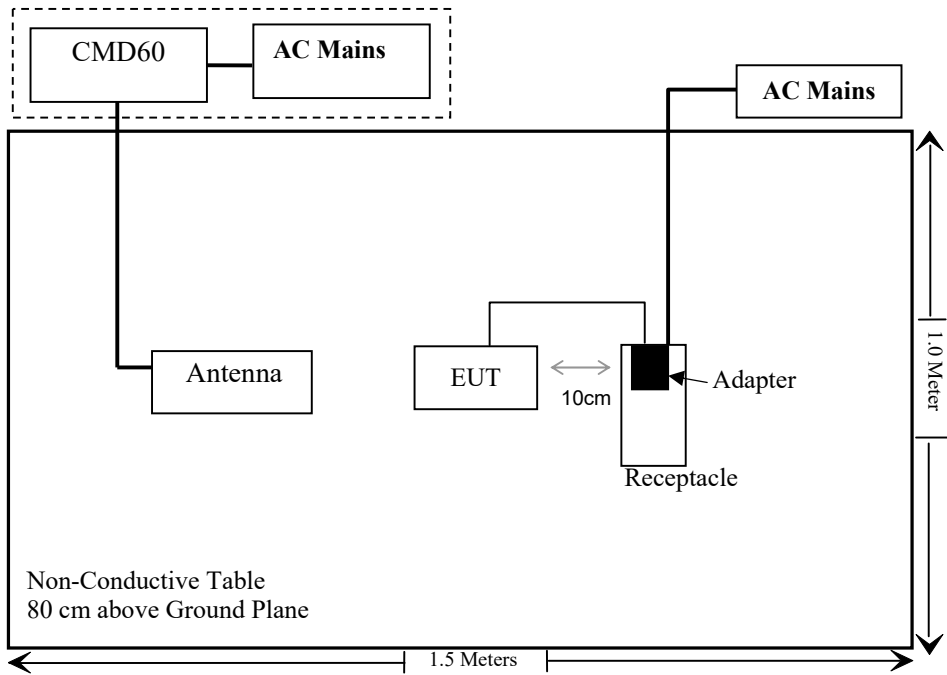 CMD60
AC Mains
AC Mains
Antenna
EUT
10cm
Adapter
Receptacle
1.0 Meter
Non-Conductive Table
80 cm above Ground Plane
1.5 Meters